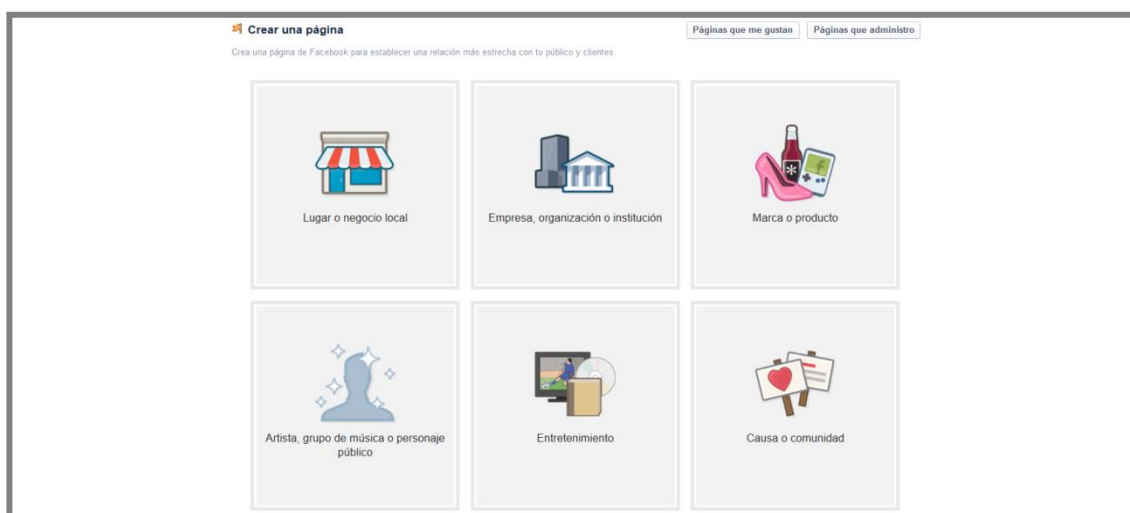 Crear una página
Páginas que me gustan
Páginas que administro
Crea una página de Facebook para establecer una relación más estrecha con tu público y clientes.
Lugar o negocio local
Empresa, organización o institución
Marca o producto
Artista, grupo de música o personaje
público
Entretenimiento
Causa o comunidad